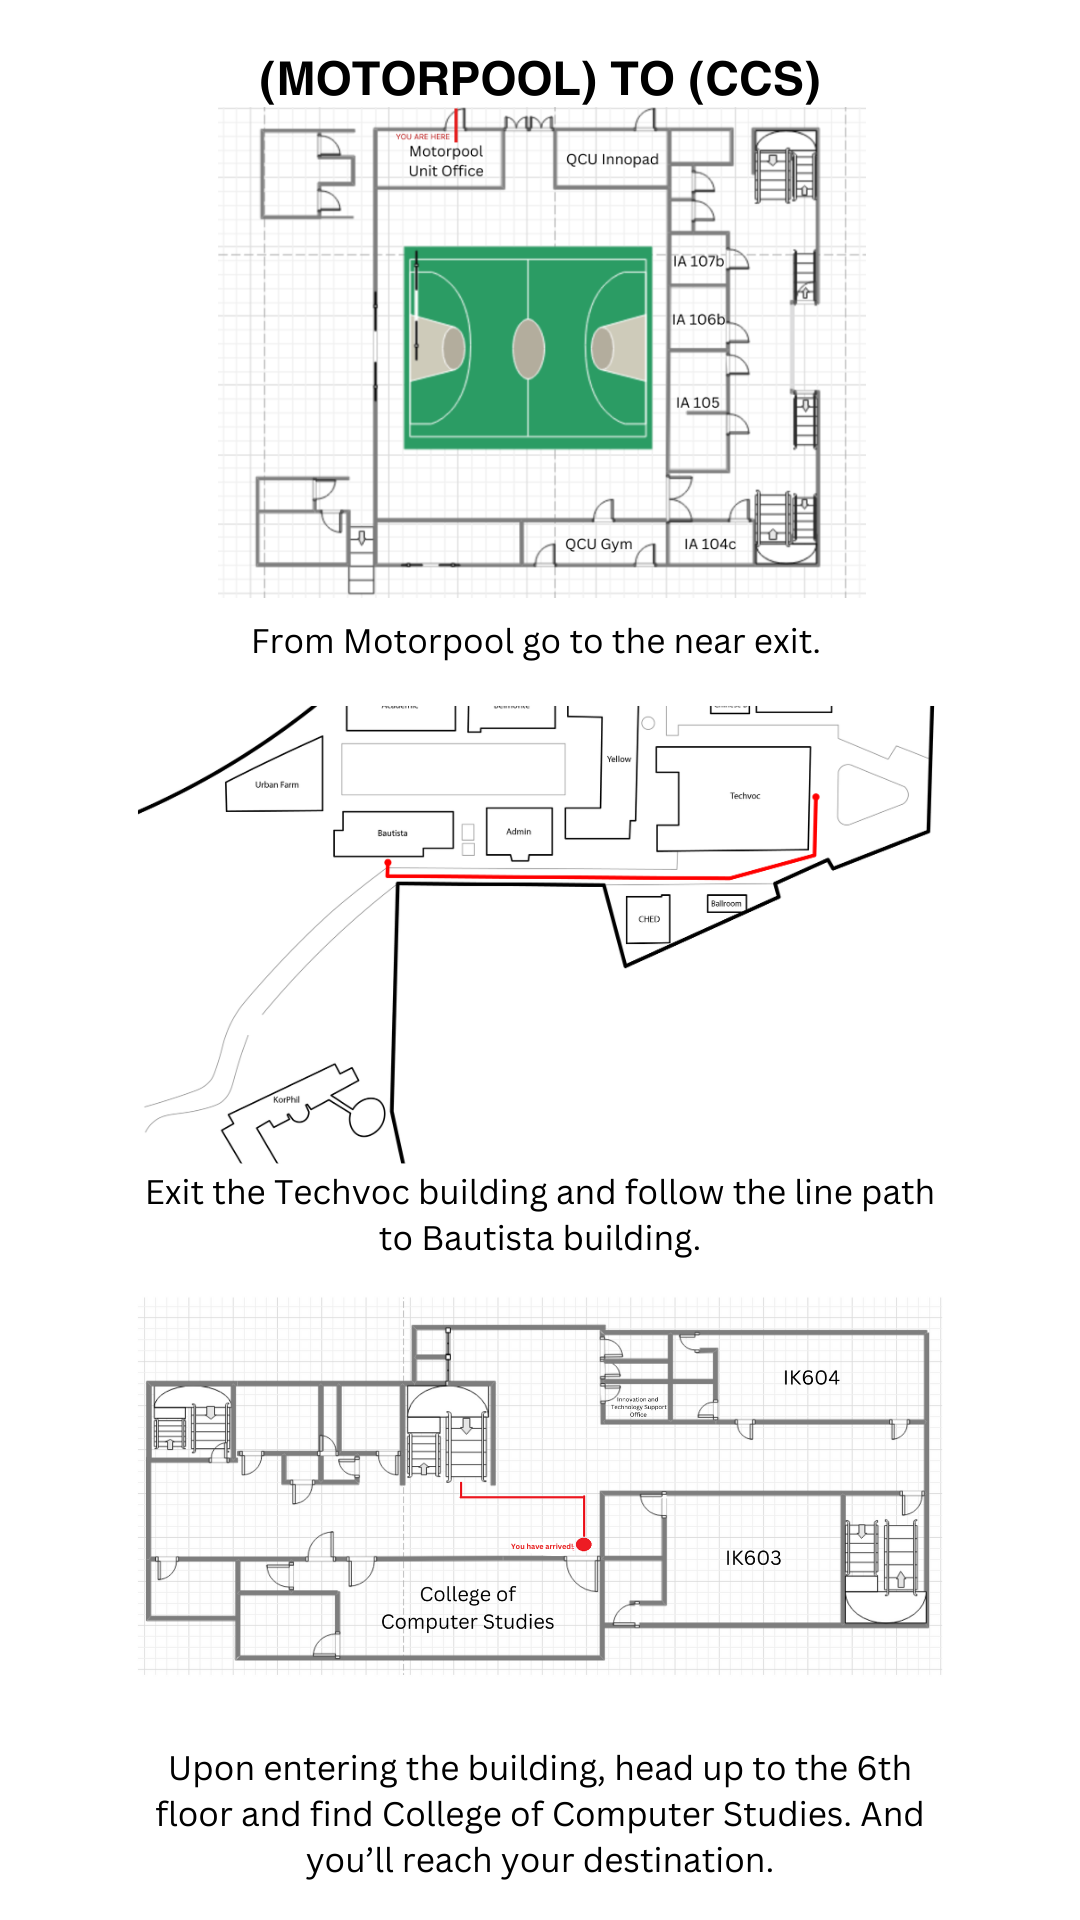 (MOTORPOOL) TO (CCS)
YOU ARE HERE
Motorpool
Unit Office
QCU Innopad
IA 107b
IA 106b
IA 105
QCU Gym
IA 104c
From Motorpool go to the near exit.
Academic
Belmonte
Yellow
Urban Farm
Techvoc
Bautista
Admin
CHED
Ballroom
KorPhil
Exit the Techvoc building and follow the line path
to Bautista building.
IK604
Innovation and
Technology Support
Office
You have arrived!
IK603
College of
Computer Studies
Upon entering the building, head up to the 6th
floor and find College of Computer Studies. And
you’ll reach your destination.